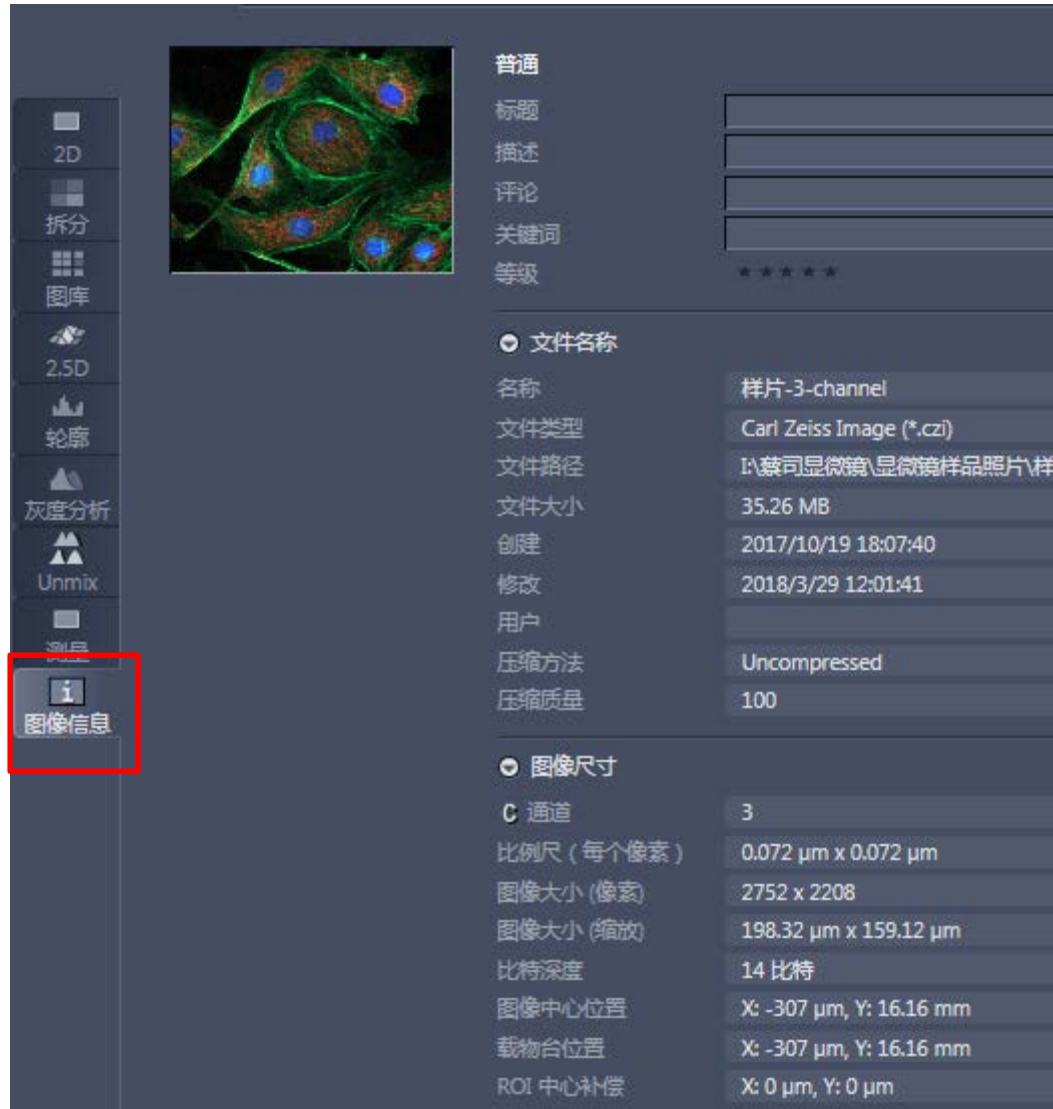 2D
拆分
图库
2.5D
轮廓
灰度分析
Unmix
测量
i
图像信息
普通
标题
描述
评论
关键词
等级 ★★★★★
文件名称
名称 样片-3-channel
文件类型 Carl Zeiss Image (*.czi)
文件路径 I:\蔡司显微镜\显微镜样品照片\样
文件大小 35.26 MB
创建 2017/10/19 18:07:40
修改 2018/3/29 12:01:41
用户
压缩方法 Uncompressed
压缩质量 100
图像尺寸
C 通道 3
比例尺 ( 每个像素 ) 0.072 µm x 0.072 µm
图像大小 (像素) 2752 x 2208
图像大小 (缩放) 198.32 µm x 159.12 µm
比特深度 14 比特
图像中心位置 X: -307 µm, Y: 16.16 mm
载物台位置 X: -307 µm, Y: 16.16 mm
ROI 中心补偿 X: 0 µm, Y: 0 µm